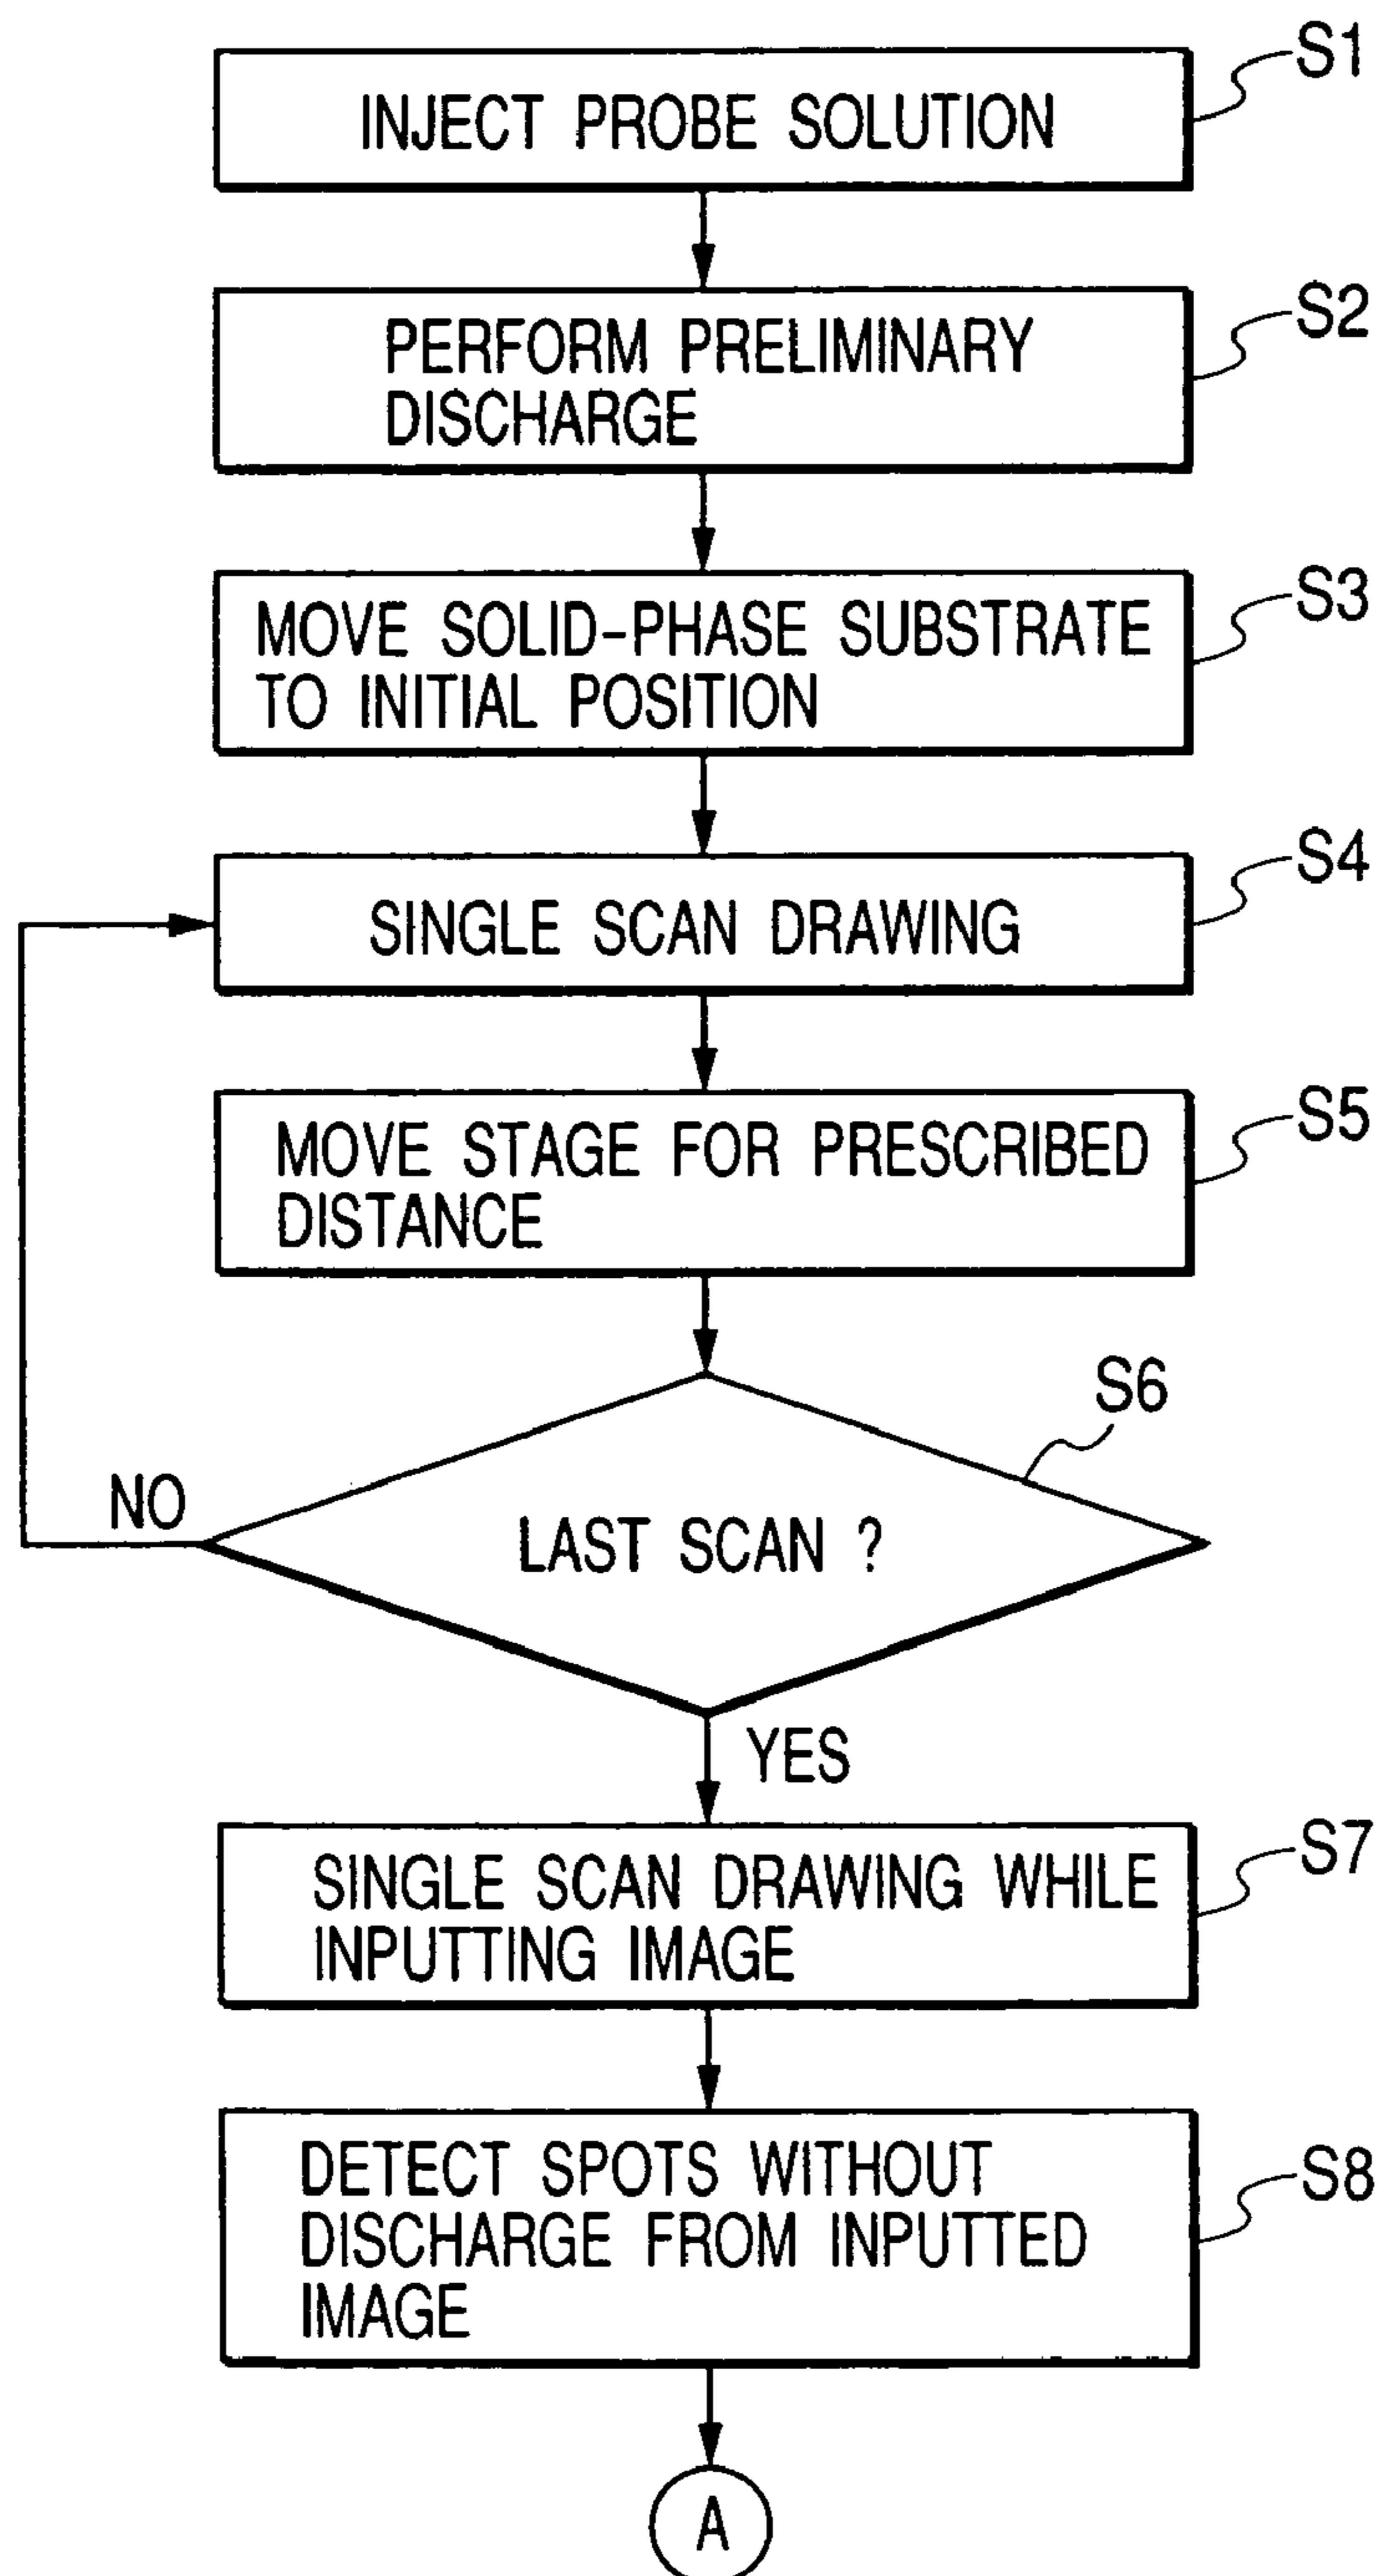 S1
INJECT PROBE SOLUTION
S2
PERFORM PRELIMINARY
DISCHARGE
S3
MOVE SOLID-PHASE SUBSTRATE
TO INITIAL POSITION
S4
SINGLE SCAN DRAWING
S5
MOVE STAGE FOR PRESCRIBED
DISTANCE
S6
NO
LAST SCAN ?
YES
S7
SINGLE SCAN DRAWING WHILE
INPUTTING IMAGE
S8
DETECT SPOTS WITHOUT
DISCHARGE FROM INPUTTED
IMAGE
A